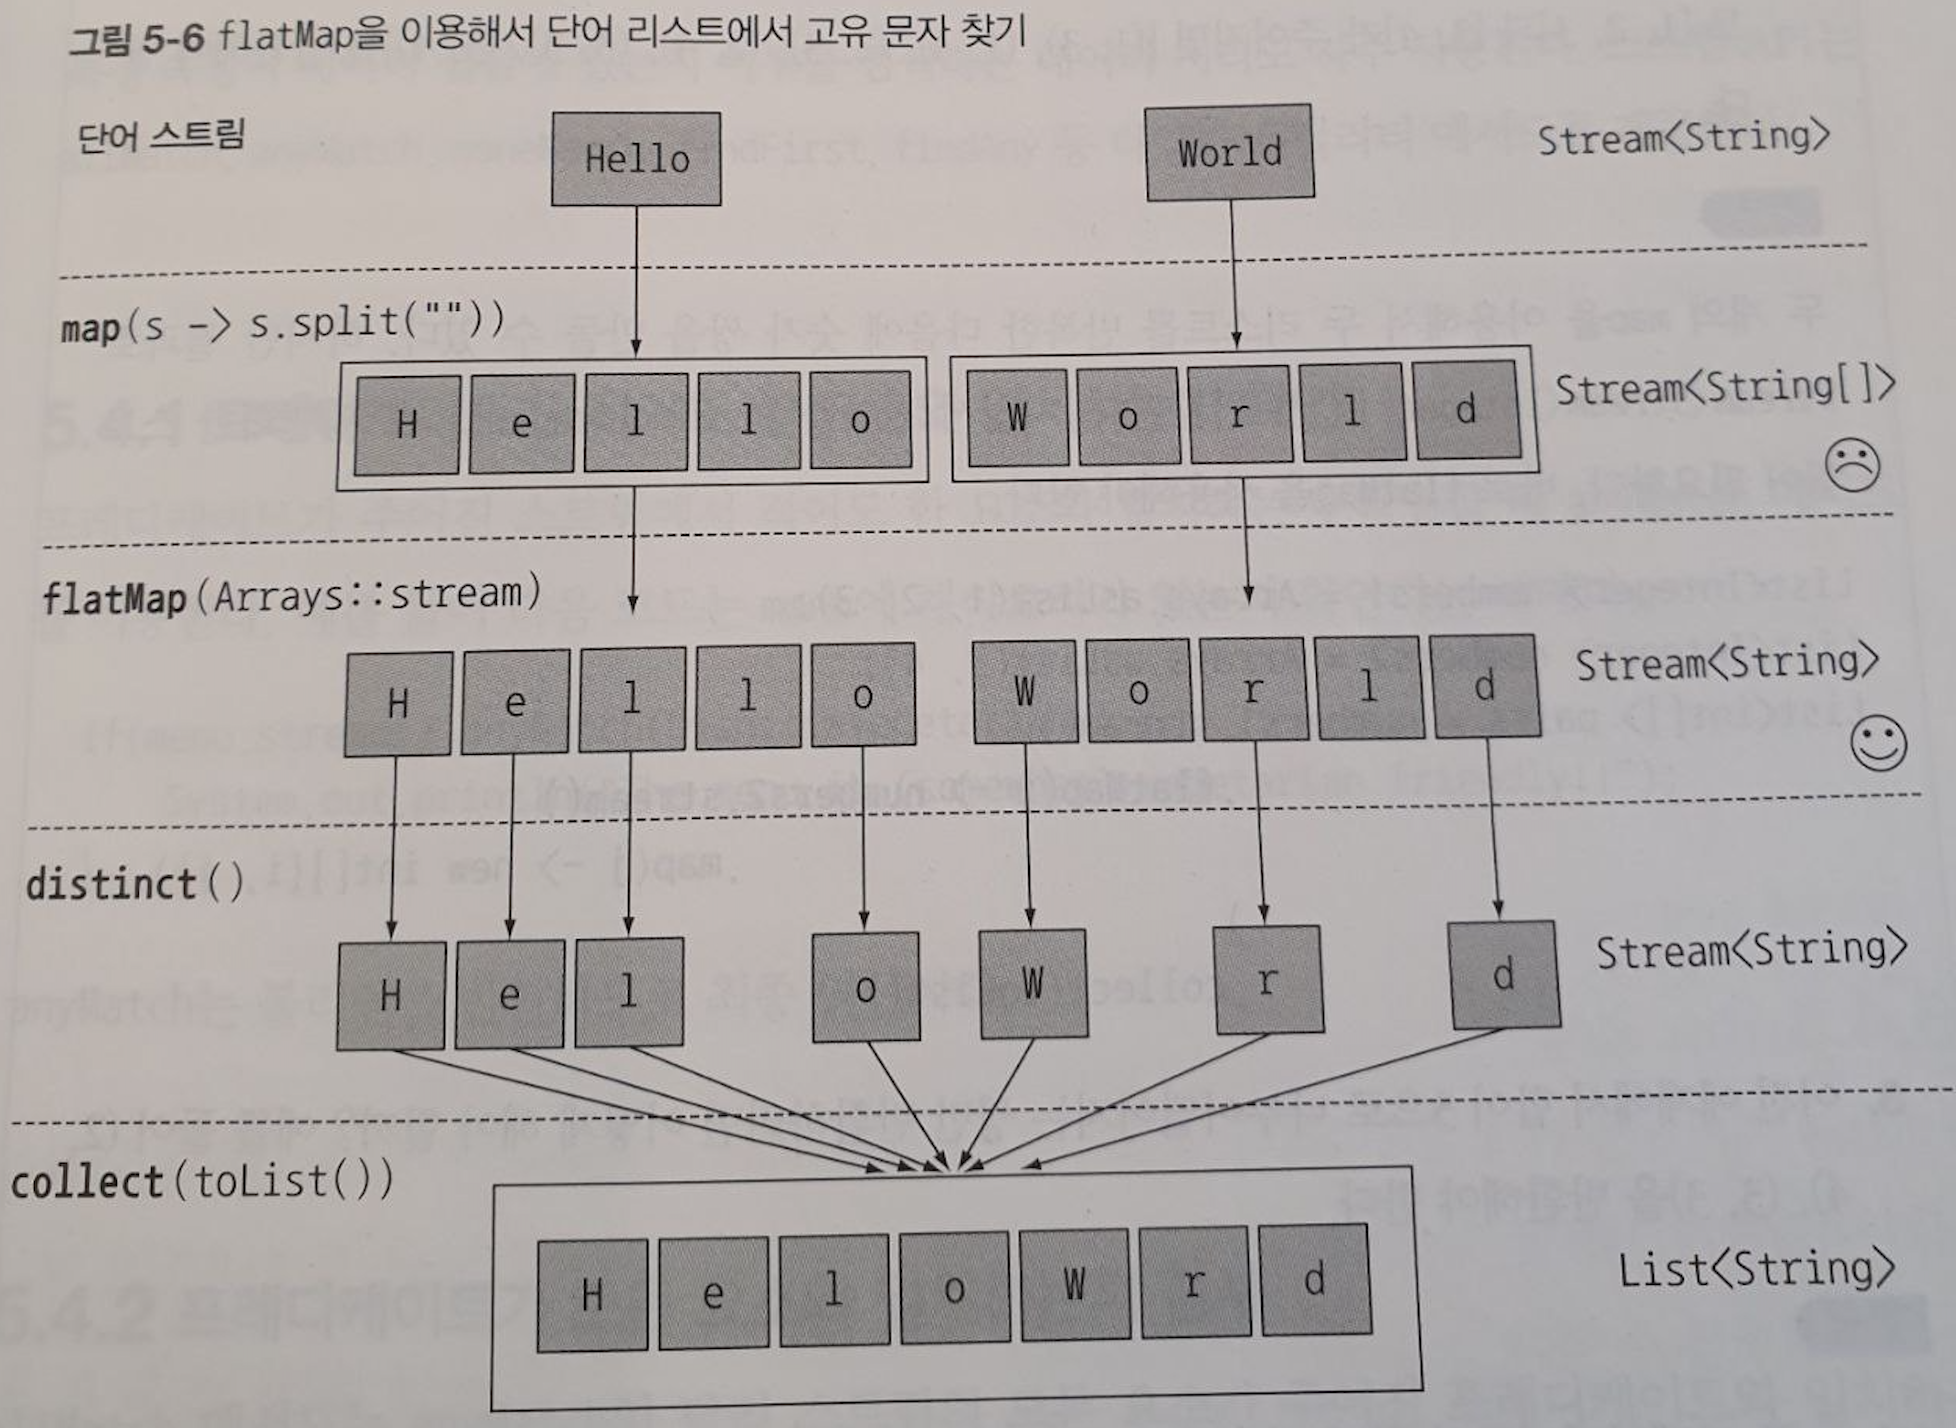 그림 5-6 flatMap을 이용해서 단어 리스트에서 고유 문자 찾기
단어 스트림 Hello World Stream<String>
map(s -> s.split(""))
H e l l o W o r l d Stream<String[]>
flatMap(Arrays::stream)
H e l l o W o r l d Stream<String>
distinct()
H e l o W r d Stream<String>
collect(toList())
H e l o W r d List<String>